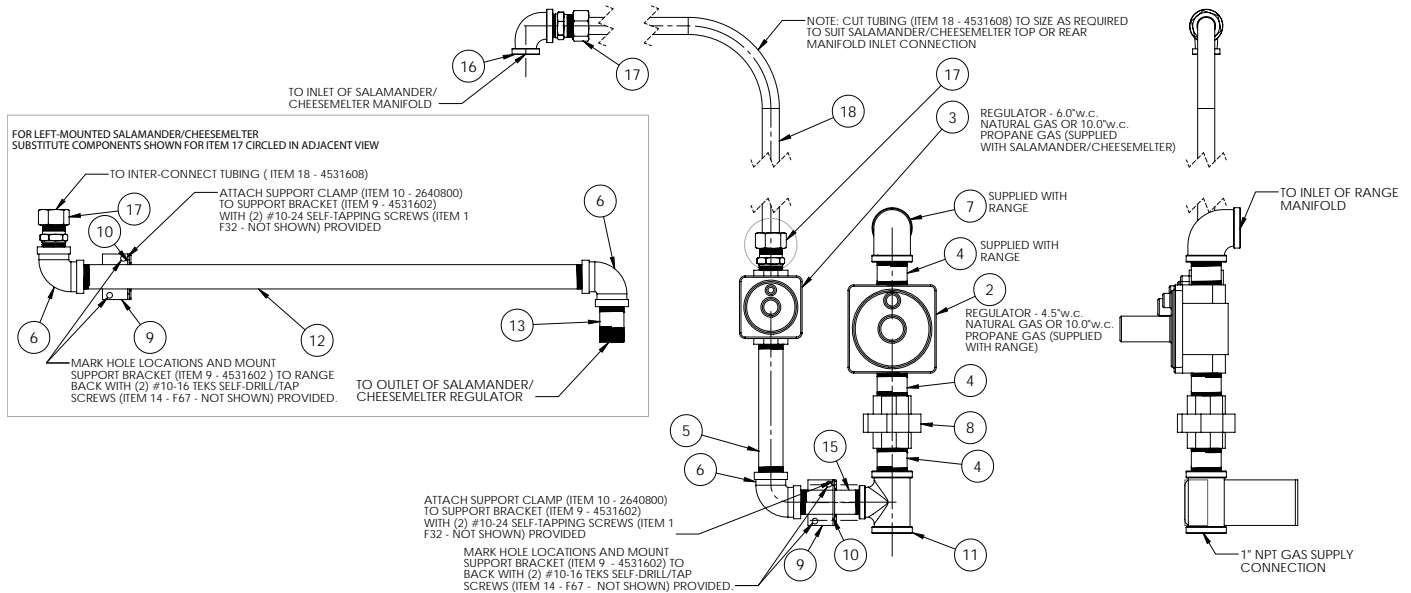 NOTE: CUT TUBING (ITEM 18 - 4531608) TO SIZE AS REQUIRED
TO SUIT SALAMANDER/CHEESEMELTER TOP OR REAR
MANIFOLD INLET CONNECTION
16
17
TO INLET OF SALAMANDER/
CHEESEMELTER MANIFOLD
17
18
3
REGULATOR - 6.0"w.c.
NATURAL GAS OR 10.0"w.c.
PROPANE GAS (SUPPLIED
WITH SALAMANDER/CHEESEMELTER)
FOR LEFT-MOUNTED SALAMANDER/CHEESEMELTER
SUBSTITUTE COMPONENTS SHOWN FOR ITEM 17 CIRCLED IN ADJACENT VIEW
TO INTER-CONNECT TUBING ( ITEM 18 - 4531608)
ATTACH SUPPORT CLAMP (ITEM 10 - 2640800)
TO SUPPORT BRACKET (ITEM 9 - 4531602)
WITH (2) #10-24 SELF-TAPPING SCREWS (ITEM 1
F32 - NOT SHOWN) PROVIDED
17
10
6
6
9
12
13
MARK HOLE LOCATIONS AND MOUNT
SUPPORT BRACKET (ITEM 9 - 4531602 ) TO RANGE
BACK WITH (2) #10-16 TEKS SELF-DRILL/TAP
SCREWS (ITEM 14 - F67 - NOT SHOWN) PROVIDED.
TO OUTLET OF SALAMANDER/
CHEESEMELTER REGULATOR
7
SUPPLIED WITH
RANGE
4
SUPPLIED WITH
RANGE
2
REGULATOR - 4.5"w.c.
NATURAL GAS OR 10.0"w.c.
PROPANE GAS (SUPPLIED
WITH RANGE)
TO INLET OF RANGE
MANIFOLD
4
8
5
15
4
6
ATTACH SUPPORT CLAMP (ITEM 10 - 2640800)
TO SUPPORT BRACKET (ITEM 9 - 4531602)
WITH (2) #10-24 SELF-TAPPING SCREWS (ITEM 1
F32 - NOT SHOWN) PROVIDED
9
10
11
MARK HOLE LOCATIONS AND MOUNT
SUPPORT BRACKET (ITEM 9 - 4531602) TO
BACK WITH (2) #10-16 TEKS SELF-DRILL/TAP
SCREWS (ITEM 14 - F67 - NOT SHOWN) PROVIDED.
1" NPT GAS SUPPLY
CONNECTION